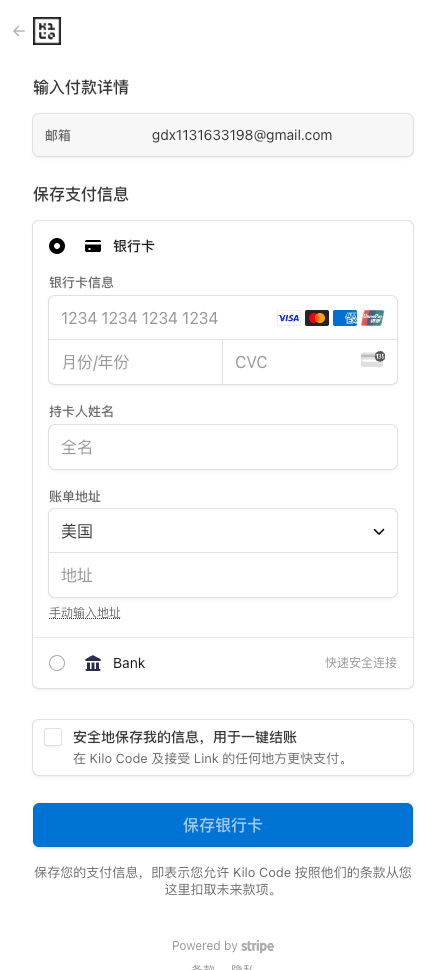 KILO
输入付款详情
邮箱 gdx1131633198@gmail.com
保存支付信息
银行卡
银行卡信息
1234 1234 1234 1234 VISA UnionPay
月份/年份 CVC 135
持卡人姓名
全名
账单地址
美国
地址
手动输入地址
Bank 快速安全连接
安全地保存我的信息，用于一键结账
在 Kilo Code 及接受 Link 的任何地方更快支付。
保存银行卡
保存您的支付信息，即表示您允许 Kilo Code 按照他们的条款从您
这里扣取未来款项。
Powered by stripe
条款 隐私